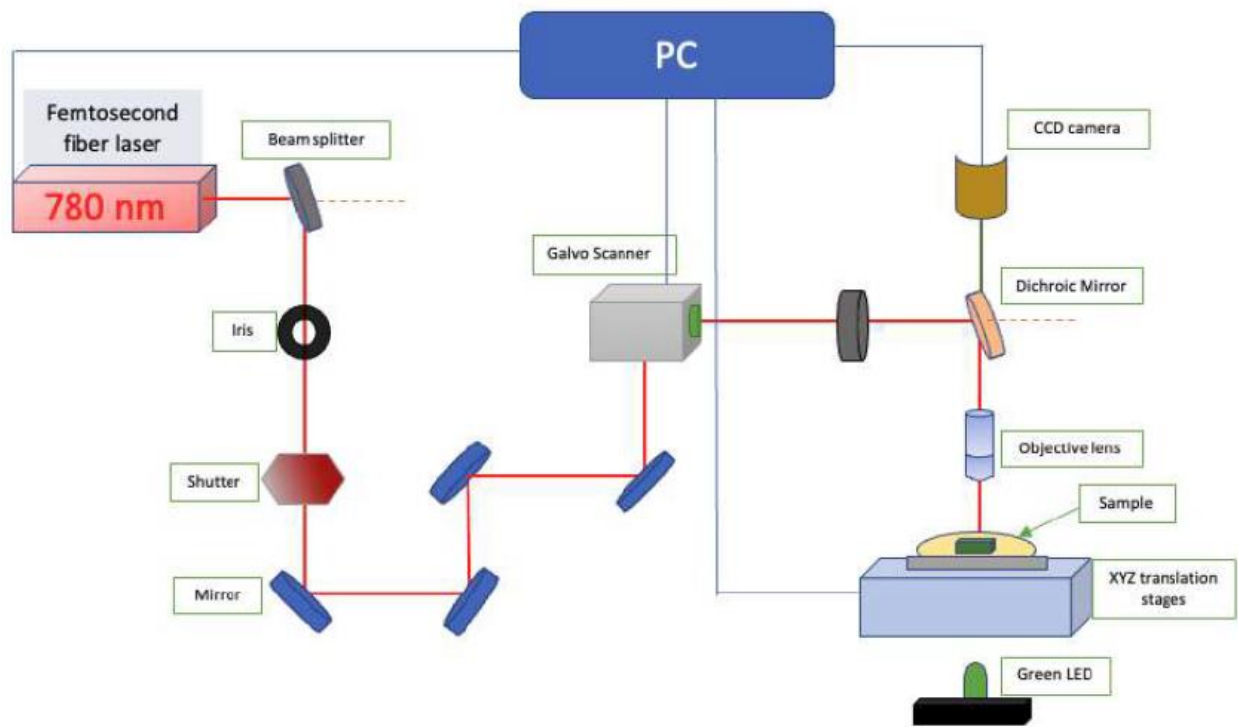 PC
Femtosecond
fiber laser
780 nm
Beam splitter
CCD camera
Galvo Scanner
Dichroic Mirror
Iris
Objective lens
Shutter
Sample
Mirror
XYZ translation
stages
Green LED